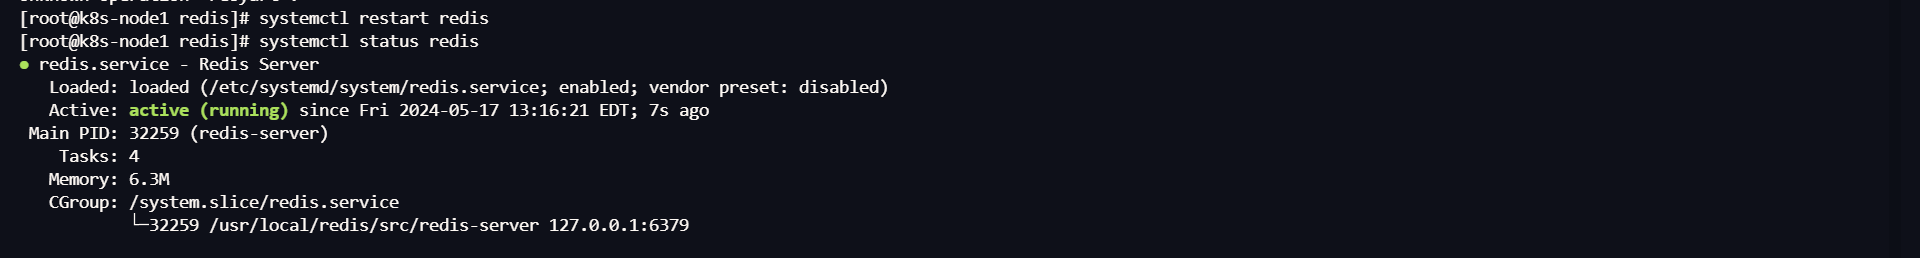 [root@k8s-node1 redis]# systemctl restart redis
[root@k8s-node1 redis]# systemctl status redis
● redis.service - Redis Server
   Loaded: loaded (/etc/systemd/system/redis.service; enabled; vendor preset: disabled)
   Active: active (running) since Fri 2024-05-17 13:16:21 EDT; 7s ago
 Main PID: 32259 (redis-server)
    Tasks: 4
   Memory: 6.3M
   CGroup: /system.slice/redis.service
           └─32259 /usr/local/redis/src/redis-server 127.0.0.1:6379